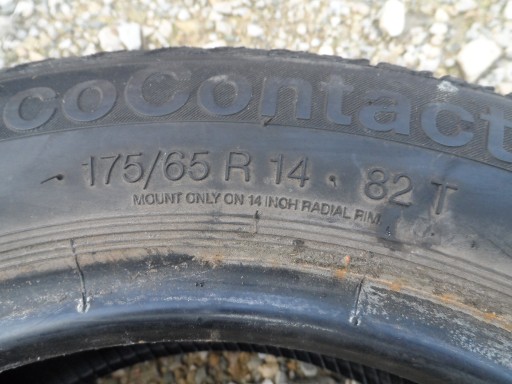 coContact
175/65 R 14 . 82 T
MOUNT ONLY ON 14 INCH RADIAL RIM